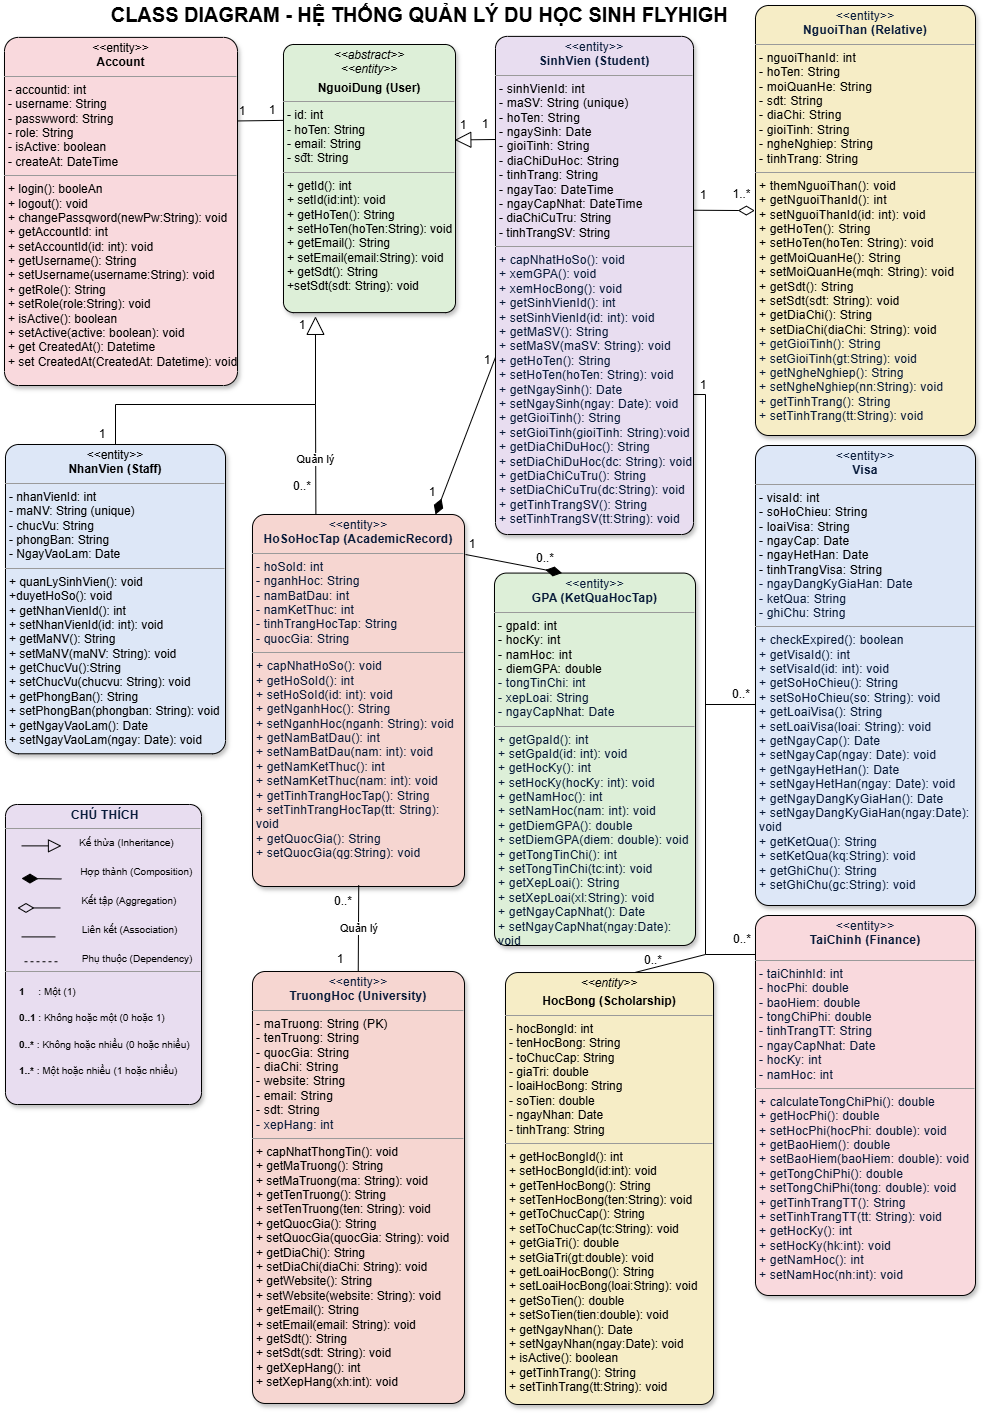 CLASS DIAGRAM - HỆ THỐNG QUẢN LÝ DU HỌC SINH FLYHIGH
<<entity>>
Account
- accountid: int
- username: String
- passwword: String
- role: String
- isActive: boolean
- createAt: DateTime
+ login(): booleAn
+ logout(): void
+ changePassqword(newPw:String): void
+ getAccountId: int
+ setAccountId(id: int): void
+ getUsername(): String
+ setUsername(username:String): void
+ getRole(): String
+ setRole(role:String): void
+ isActive(): boolean
+ setActive(active: boolean): void
+ get CreatedAt(): Datetime
+ set CreatedAt(CreatedAt: Datetime): void
1
1
<<abstract>>
<<entity>>
NguoiDung (User)
- id: int
- hoTen: String
- email: String
- sđt: String
+ getId(): int
+ setId(id:int): void
+ getHoTen(): String
+ setHoTen(hoTen:String): void
+ getEmail(): String
+ setEmail(email:String): void
+ getSdt(): String
+setSdt(sdt: String): void
1
1
<<entity>>
SinhVien (Student)
- sinhVienId: int
- maSV: String (unique)
- hoTen: String
- ngaySinh: Date
- gioiTinh: String
- diaChiDuHoc: String
- tinhTrang: String
- ngayTao: DateTime
- ngayCapNhat: DateTime
- diaChiCuTru: String
- tinhTrangSV: String
+ capNhatHoSo(): void
+ xemGPA(): void
+ xemHocBong(): void
+ getSinhVienId(): int
+ setSinhVienId(id: int): void
+ getMaSV(): String
+ setMaSV(maSV: String): void
+ getHoTen(): String
+ setHoTen(hoTen: String): void
+ getNgaySinh(): Date
+ setNgaySinh(ngay: Date): void
+ getGioiTinh(): String
+ setGioiTinh(gioiTinh: String):void
+ getDiaChiDuHoc(): String
+ setDiaChiDuHoc(dc: String): void
+ getDiaChiCuTru(): String
+ setDiaChiCuTru(dc:String): void
+ getTinhTrangSV(): String
+ setTinhTrangSV(tt:String): void
1
1..*
<<entity>>
NguoiThan (Relative)
- nguoiThanId: int
- hoTen: String
- moiQuanHe: String
- sdt: String
- diaChi: String
- gioiTinh: String
- ngheNghiep: String
- tinhTrang: String
+ themNguoiThan(): void
+ getNguoiThanId(): int
+ setNguoiThanId(id: int): void
+ getHoTen(): String
+ setHoTen(hoTen: String): void
+ getMoiQuanHe(): String
+ setMoiQuanHe(mqh: String): void
+ getSdt(): String
+ setSdt(sdt: String): void
+ getDiaChi(): String
+ setDiaChi(diaChi: String): void
+ getGioiTinh(): String
+ setGioiTinh(gt:String): void
+ getNgheNghiep(): String
+ setNgheNghiep(nn:String): void
+ getTinhTrang(): String
+ setTinhTrang(tt:String): void
1
1
Quản lý
0..*
1
1
1
<<entity>>
NhanVien (Staff)
- nhanVienId: int
- maNV: String (unique)
- chucVu: String
- phongBan: String
- NgayVaoLam: Date
+ quanLySinhVien(): void
+duyetHoSo(): void
+ getNhanVienId(): int
+ setNhanVienId(id: int): void
+ getMaNV(): String
+ setMaNV(maNV: String): void
+ getChucVu():String
+ setChucVu(chucvu: String): void
+ getPhongBan(): String
+ setPhongBan(phongban: String): void
+ getNgayVaoLam(): Date
+ setNgayVaoLam(ngay: Date): void
<<entity>>
HoSoHocTap (AcademicRecord)
- hoSoId: int
- nganhHoc: String
- namBatDau: int
- namKetThuc: int
- tinhTrangHocTap: String
- quocGia: String
+ capNhatHoSo(): void
+ getHoSoId(): int
+ setHoSoId(id: int): void
+ getNganhHoc(): String
+ setNganhHoc(nganh: String): void
+ getNamBatDau(): int
+ setNamBatDau(nam: int): void
+ getNamKetThuc(): int
+ setNamKetThuc(nam: int): void
+ getTinhTrangHocTap(): String
+ setTinhTrangHocTap(tt: String):
void
+ getQuocGia(): String
+ setQuocGia(qg:String): void
1
0..*
<<entity>>
GPA (KetQuaHocTap)
- gpaId: int
- hocKy: int
- namHoc: int
- diemGPA: double
- tongTinChi: int
- xepLoai: String
- ngayCapNhat: Date
+ getGpaId(): int
+ setGpaId(id: int): void
+ getHocKy(): int
+ setHocKy(hocKy: int): void
+ getNamHoc(): int
+ setNamHoc(nam: int): void
+ getDiemGPA(): double
+ setDiemGPA(diem: double): void
+ getTongTinChi(): int
+ setTongTinChi(tc:int): void
+ getXepLoai(): String
+ setXepLoai(xl:String): void
+ getNgayCapNhat(): Date
+ setNgayCapNhat(ngay:Date):
void
0..*
<<entity>>
Visa
- visaId: int
- soHoChieu: String
- loaiVisa: String
- ngayCap: Date
- ngayHetHan: Date
- tinhTrangVisa: String
- ngayDangKyGiaHan: Date
- ketQua: String
- ghiChu: String
+ checkExpired(): boolean
+ getVisaId(): int
+ setVisaId(id: int): void
+ getSoHoChieu(): String
+ setSoHoChieu(so: String): void
+ getLoaiVisa(): String
+ setLoaiVisa(loai: String): void
+ getNgayCap(): Date
+ setNgayCap(ngay: Date): void
+ getNgayHetHan(): Date
+ setNgayHetHan(ngay: Date): void
+ getNgayDangKyGiaHan(): Date
+ setNgayDangKyGiaHan(ngay:Date):
void
+ getKetQua(): String
+ setKetQua(kq:String): void
+ getGhiChu(): String
+ setGhiChu(gc:String): void
CHÚ THÍCH
Kế thừa (Inheritance)
Hợp thành (Composition)
Kết tập (Aggregation)
Liên kết (Association)
Phụ thuộc (Dependency)
1 : Một (1)
0..1 : Không hoặc một (0 hoặc 1)
0..* : Không hoặc nhiều (0 hoặc nhiều)
1..* : Một hoặc nhiều (1 hoặc nhiều)
0..*
Quản lý
1
<<entity>>
TruongHoc (University)
- maTruong: String (PK)
- tenTruong: String
- quocGia: String
- diaChi: String
- website: String
- email: String
- sdt: String
- xepHang: int
+ capNhatThongTin(): void
+ getMaTruong(): String
+ setMaTruong(ma: String): void
+ getTenTruong(): String
+ setTenTruong(ten: String): void
+ getQuocGia(): String
+ setQuocGia(quocGia: String): void
+ getDiaChi(): String
+ setDiaChi(diaChi: String): void
+ getWebsite(): String
+ setWebsite(website: String): void
+ getEmail(): String
+ setEmail(email: String): void
+ getSdt(): String
+ setSdt(sdt: String): void
+ getXepHang(): int
+ setXepHang(xh:int): void
0..*
<<entity>>
HocBong (Scholarship)
- hocBongId: int
- tenHocBong: String
- toChucCap: String
- giaTri: double
- loaiHocBong: String
- soTien: double
- ngayNhan: Date
- tinhTrang: String
+ getHocBongId(): int
+ setHocBongId(id:int): void
+ getTenHocBong(): String
+ setTenHocBong(ten:String): void
+ getToChucCap(): String
+ setToChucCap(tc:String): void
+ getGiaTri(): double
+ setGiaTri(gt:double): void
+ getLoaiHocBong(): String
+ setLoaiHocBong(loai:String): void
+ getSoTien(): double
+ setSoTien(tien:double): void
+ getNgayNhan(): Date
+ setNgayNhan(ngay:Date): void
+ isActive(): boolean
+ getTinhTrang(): String
+ setTinhTrang(tt:String): void
0..*
<<entity>>
TaiChinh (Finance)
- taiChinhId: int
- hocPhi: double
- baoHiem: double
- tongChiPhi: double
- tinhTrangTT: String
- ngayCapNhat: Date
- hocKy: int
- namHoc: int
+ calculateTongChiPhi(): double
+ getHocPhi(): double
+ setHocPhi(hocPhi: double): void
+ getBaoHiem(): double
+ setBaoHiem(baoHiem: double): void
+ getTongChiPhi(): double
+ setTongChiPhi(tong: double): void
+ getTinhTrangTT(): String
+ setTinhTrangTT(tt: String): void
+ getHocKy(): int
+ setHocKy(hk:int): void
+ getNamHoc(): int
+ setNamHoc(nh:int): void